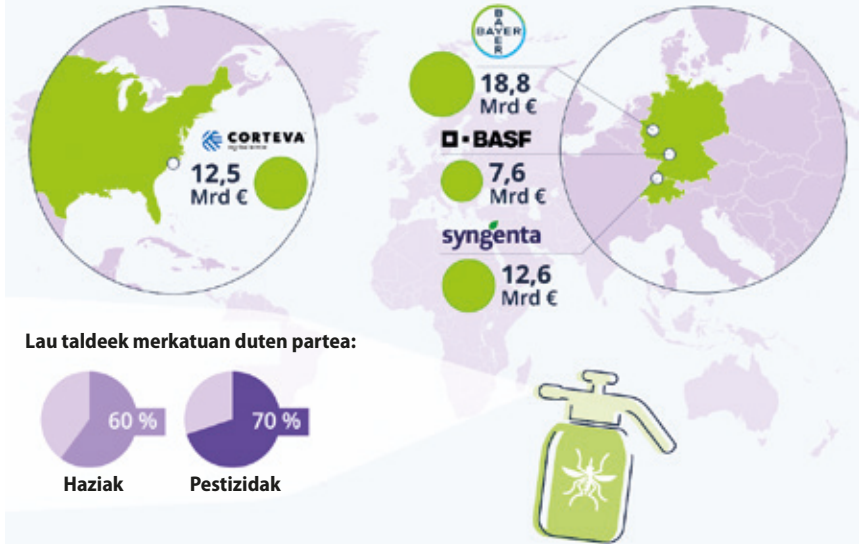 BAYER
BAYER
18,8
Mrd €
CORTEVA
12,5
Mrd €
BASF
7,6
Mrd €
syngenta
12,6
Mrd €
Lau taldeek merkatuan duten partea:
60 %
70 %
Haziak
Pestizidak